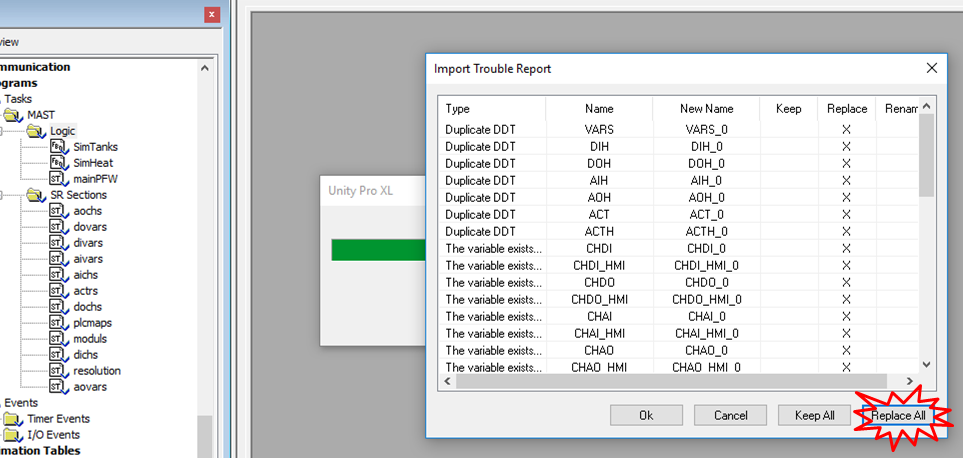 view
mmunication
ograms
Tasks
MAST
Logic
SimTanks
SimHeat
mainPFW
SR Sections
aochs
dovars
divars
aivars
aichs
actrs
dochs
plcmaps
moduls
dichs
resolution
aovars
Events
Timer Events
I/O Events
imation Tables
Unity Pro XL
Import Trouble Report
Type Name New Name Keep Replace Renam
Duplicate DDT VARS VARS_0 X
Duplicate DDT DIH DIH_0 X
Duplicate DDT DOH DOH_0 X
Duplicate DDT AIH AIH_0 X
Duplicate DDT AOH AOH_0 X
Duplicate DDT ACT ACT_0 X
Duplicate DDT ACTH ACTH_0 X
The variable exists... CHDI CHDI_0 X
The variable exists... CHDI_HMI CHDI_HMI_0 X
The variable exists... CHDO CHDO_0 X
The variable exists... CHDO_HMI CHDO_HMI_0 X
The variable exists... CHAI CHAI_0 X
The variable exists... CHAI_HMI CHAI_HMI_0 X
The variable exists... CHAO CHAO_0 X
The variable exists... CHAO_HMI CHAO_HMI_0 X
Ok Cancel Keep All Replace All